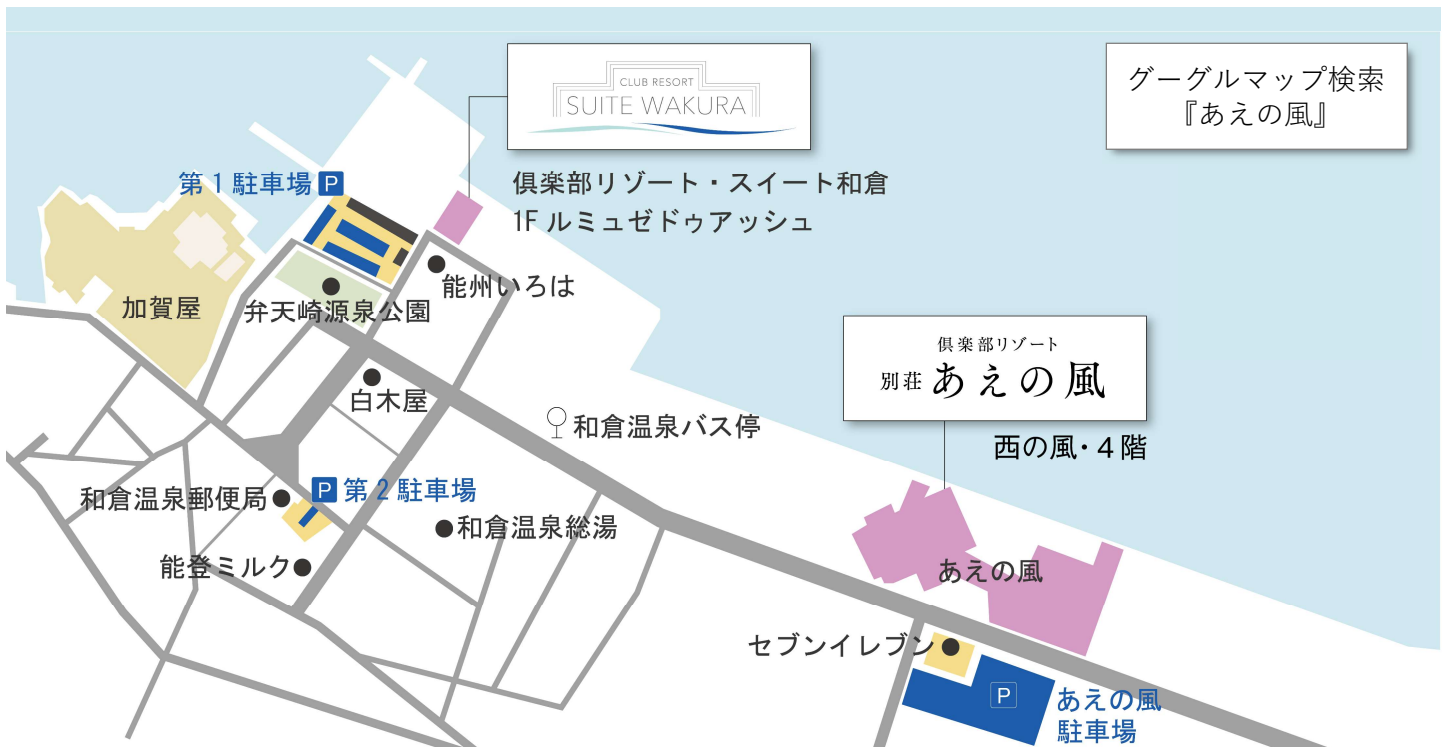 CLUB RESORT
SUITE WAKURA
グーグルマップ検索
『あえの風』
第1駐車場 P
倶楽部リゾート・スイート和倉
1F ルミュゼドゥアッシュ
能州いろは
加賀屋
弁天崎源泉公園
倶楽部リゾート
別荘 あえの風
白木屋
和倉温泉バス停
西の風・4階
P 第2駐車場
和倉温泉郵便局
和倉温泉総湯
能登ミルク
あえの風
セブンイレブン
P
あえの風
駐車場